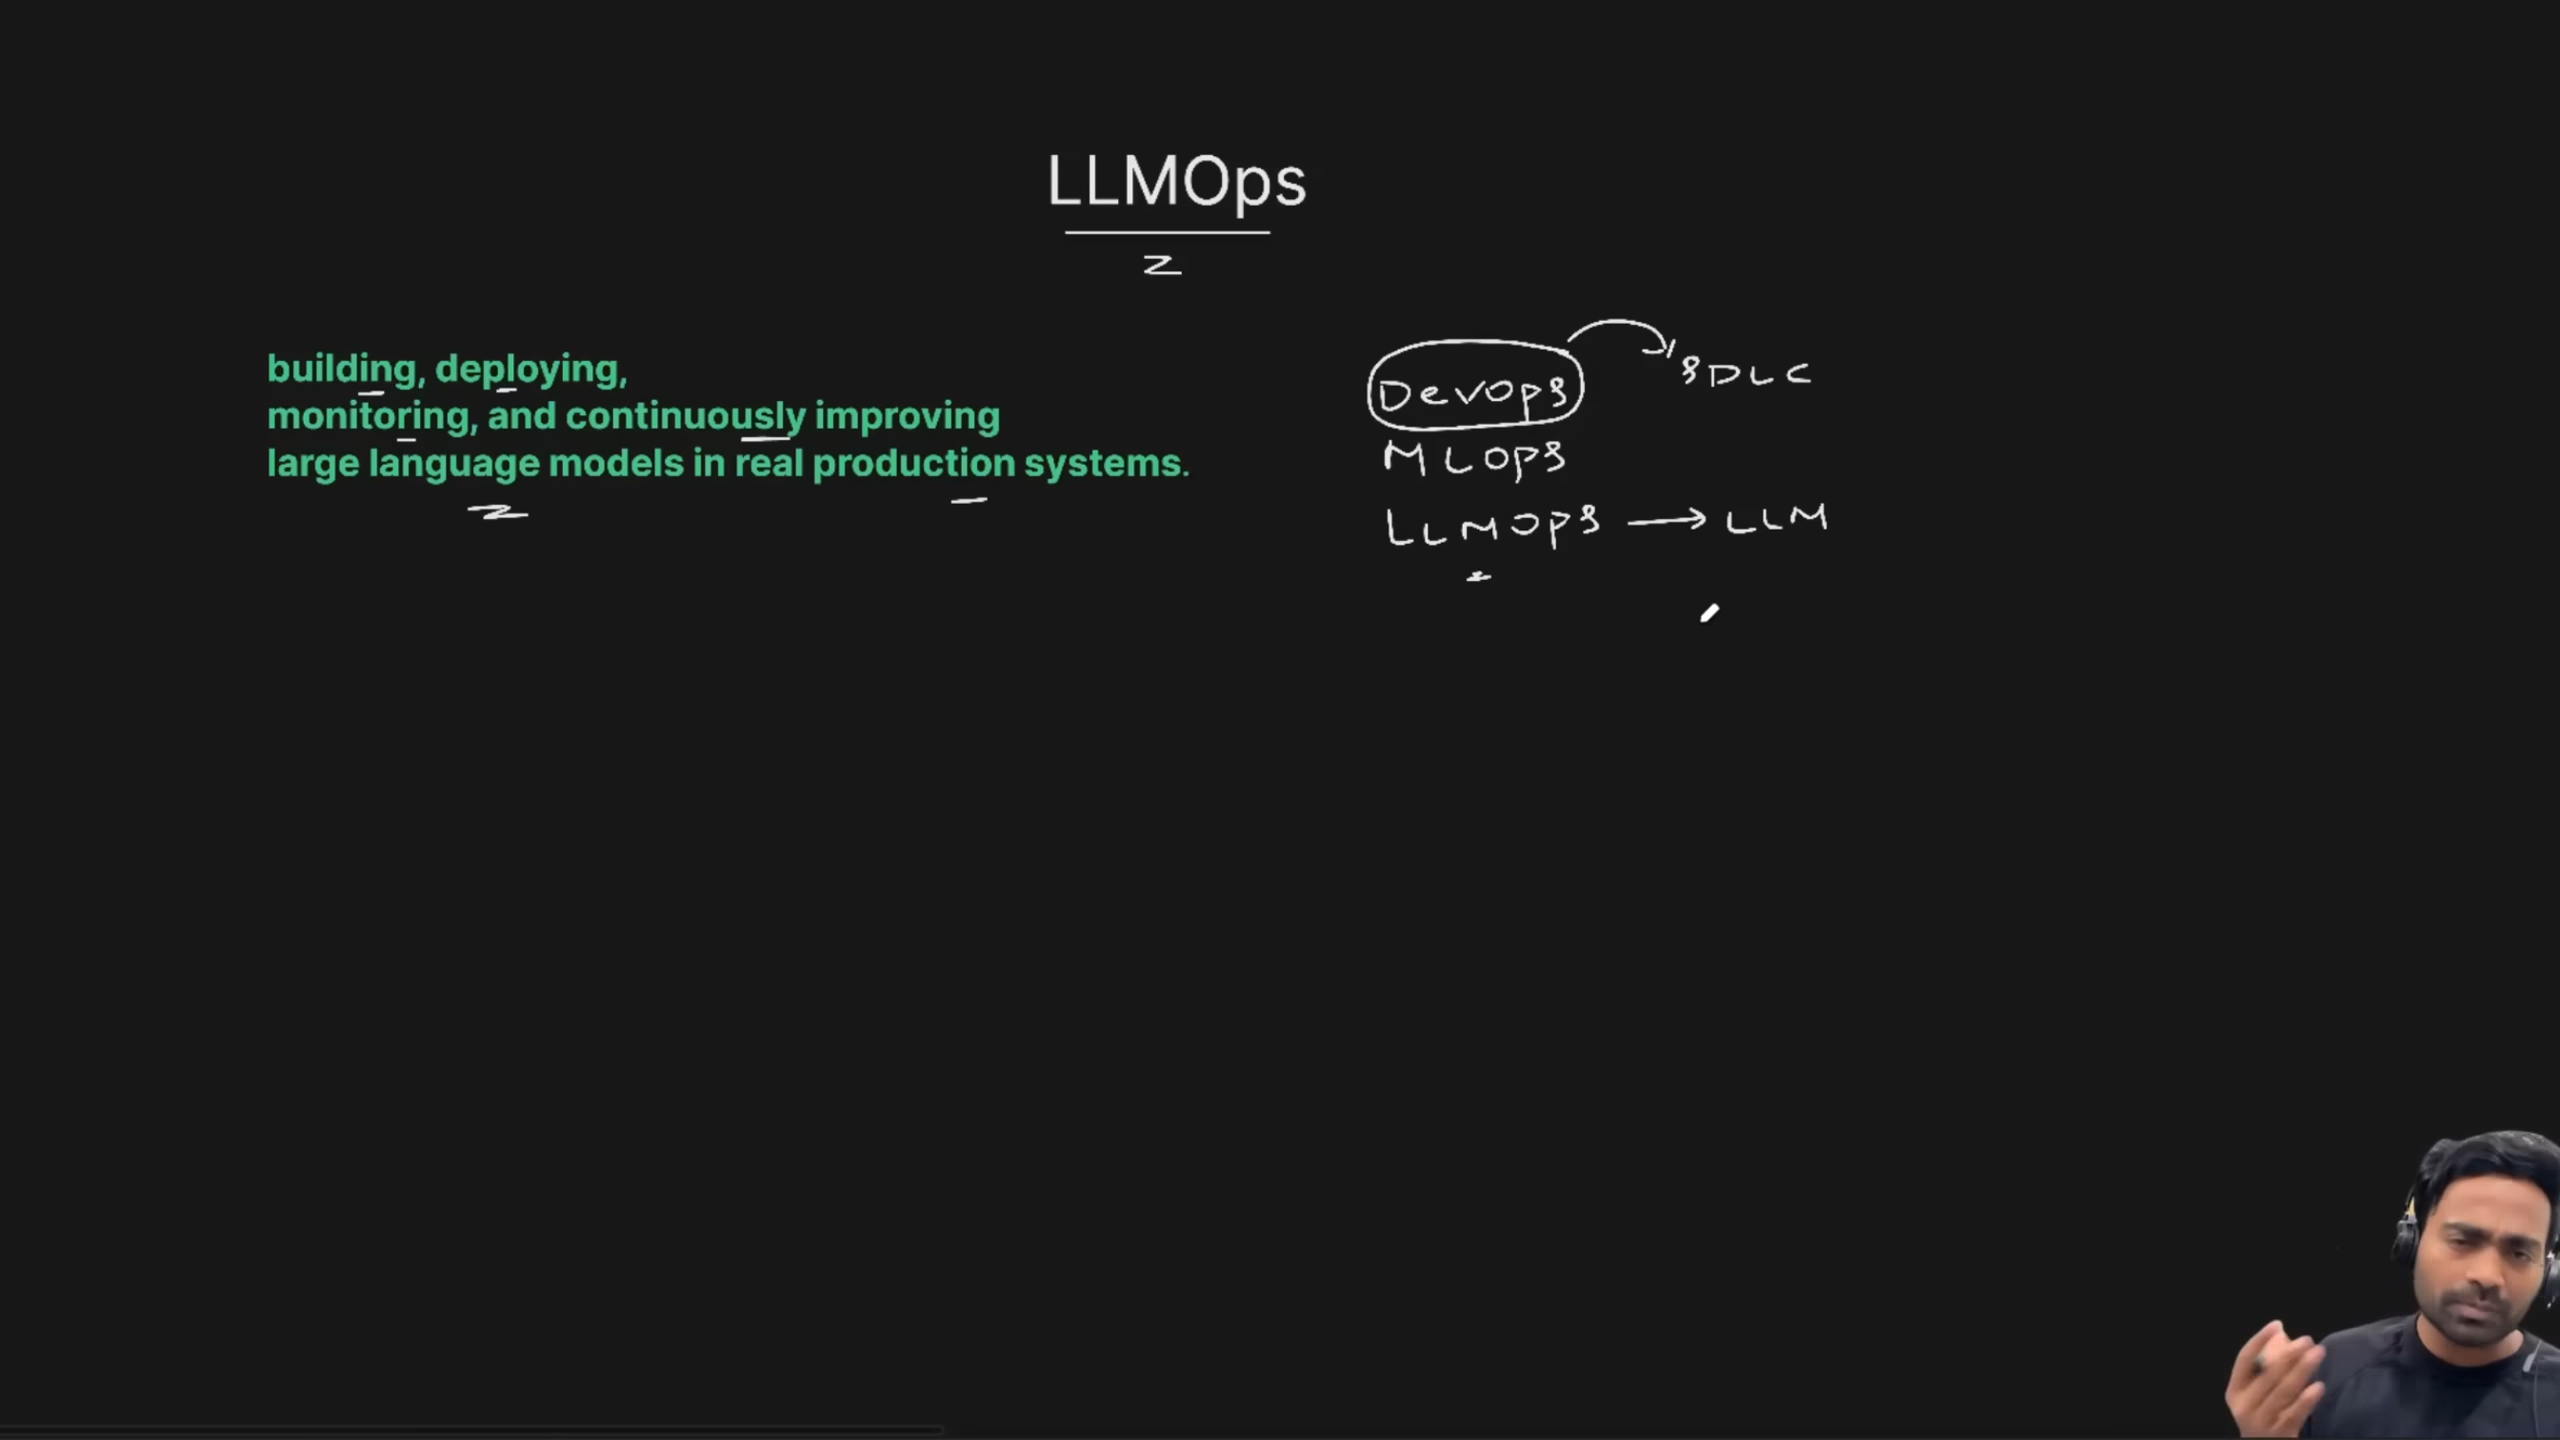 LLMOps
building, deploying,
monitoring, and continuously improving
large language models in real production systems.
Devops
SDLC
MLOps
LLMOps → LLM